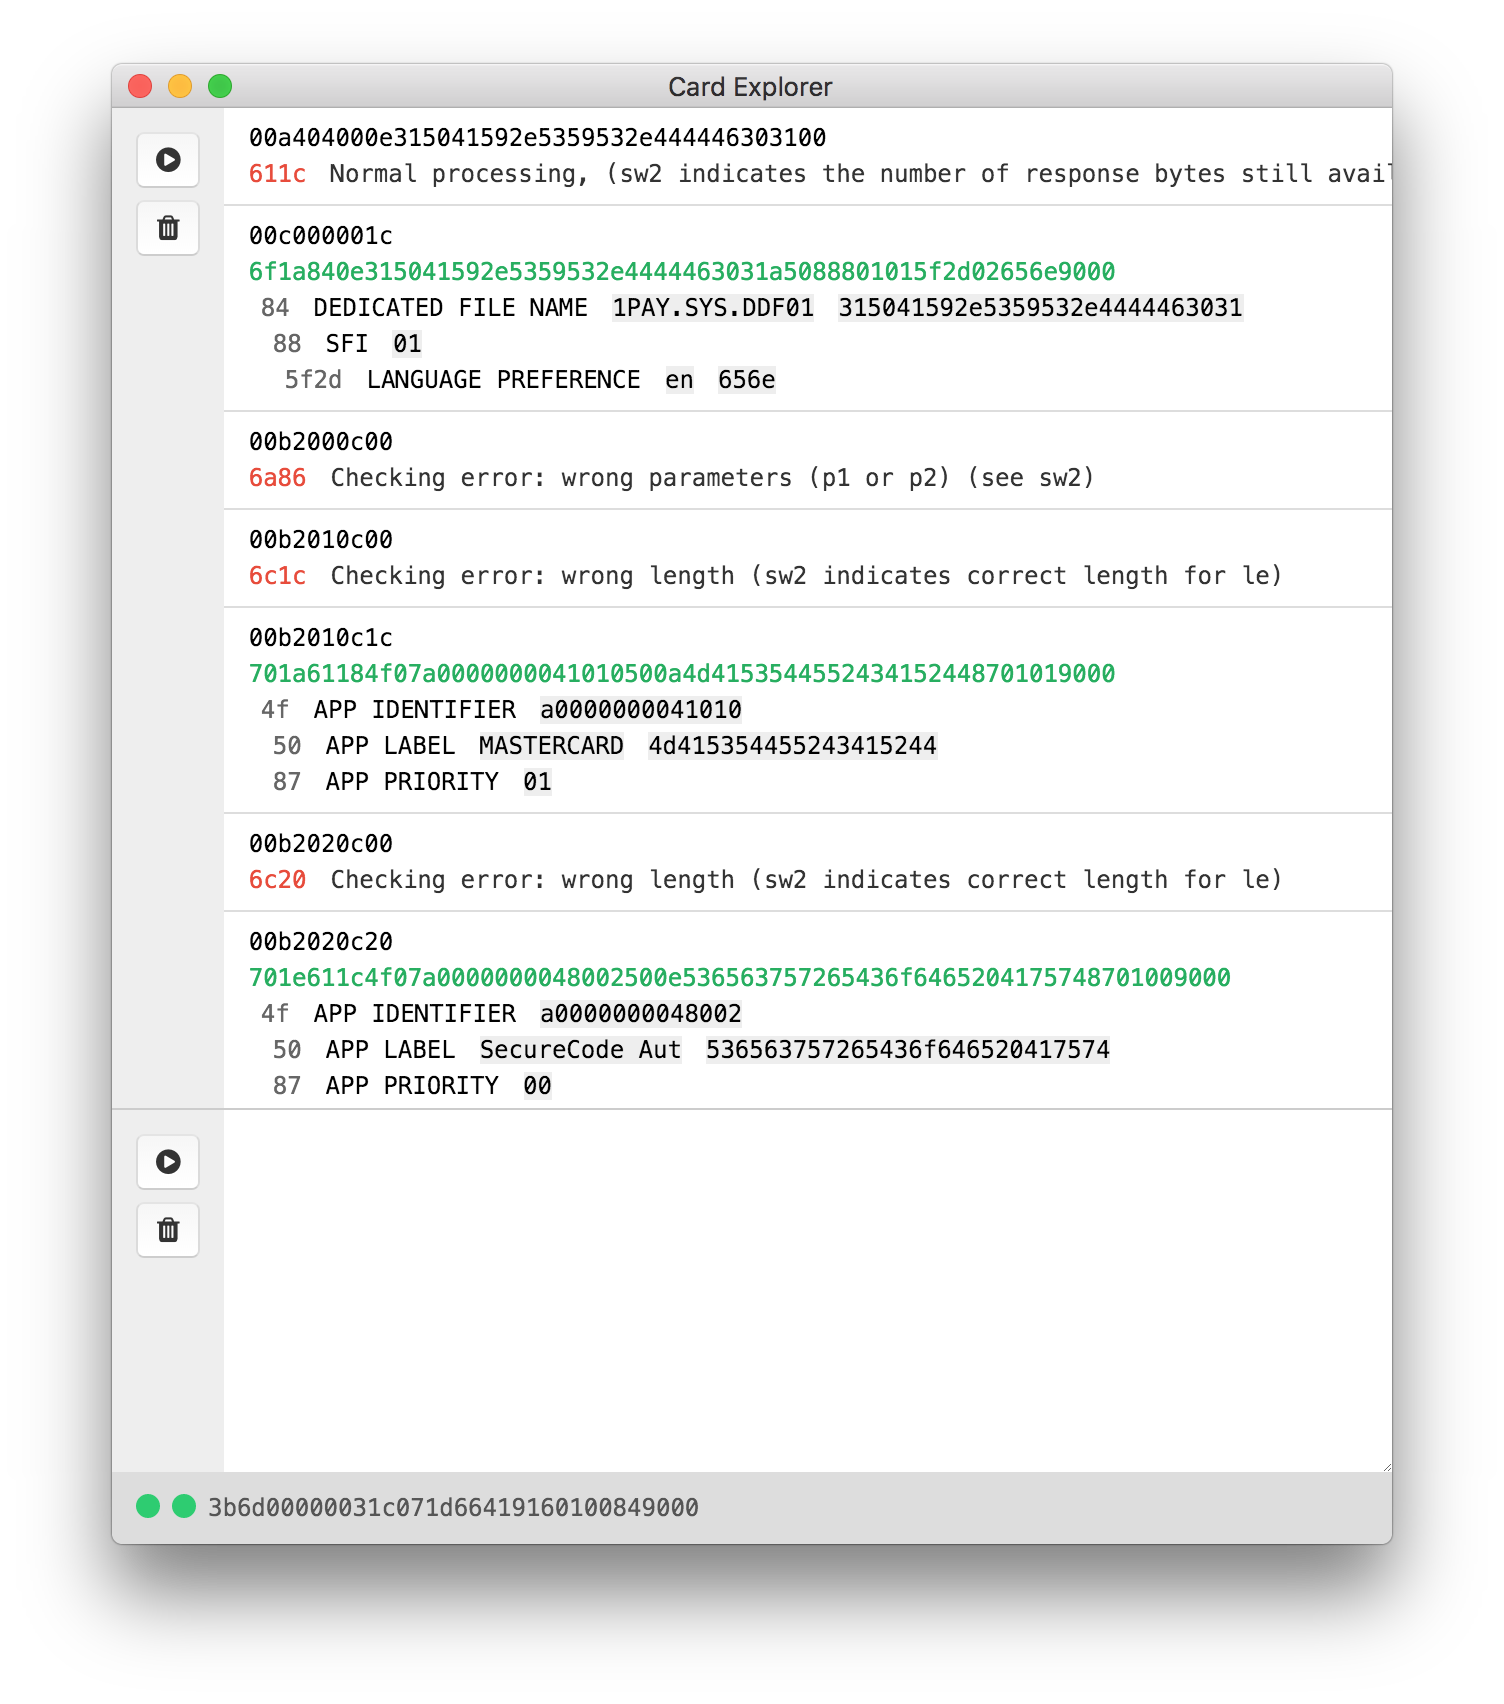 Card Explorer
00a404000e315041592e5359532e444446303100
611c Normal processing, (sw2 indicates the number of response bytes still avail
00c000001c
6f1a840e315041592e5359532e4444463031a5088801015f2d02656e9000
84 DEDICATED FILE NAME 1PAY.SYS.DDF01 315041592e5359532e4444463031
88 SFI 01
5f2d LANGUAGE PREFERENCE en 656e
00b2000c00
6a86 Checking error: wrong parameters (p1 or p2) (see sw2)
00b2010c00
6c1c Checking error: wrong length (sw2 indicates correct length for le)
00b2010c1c
701a61184f07a0000000041010500a4d4153544552434152448701019000
4f APP IDENTIFIER a0000000041010
50 APP LABEL MASTERCARD 4d415354455243415244
87 APP PRIORITY 01
00b2020c00
6c20 Checking error: wrong length (sw2 indicates correct length for le)
00b2020c20
701e611c4f07a0000000048002500e536563757265436f6465204175748701009000
4f APP IDENTIFIER a0000000048002
50 APP LABEL SecureCode Aut 536563757265436f646520417574
87 APP PRIORITY 00
3b6d00000031c071d66419160100849000